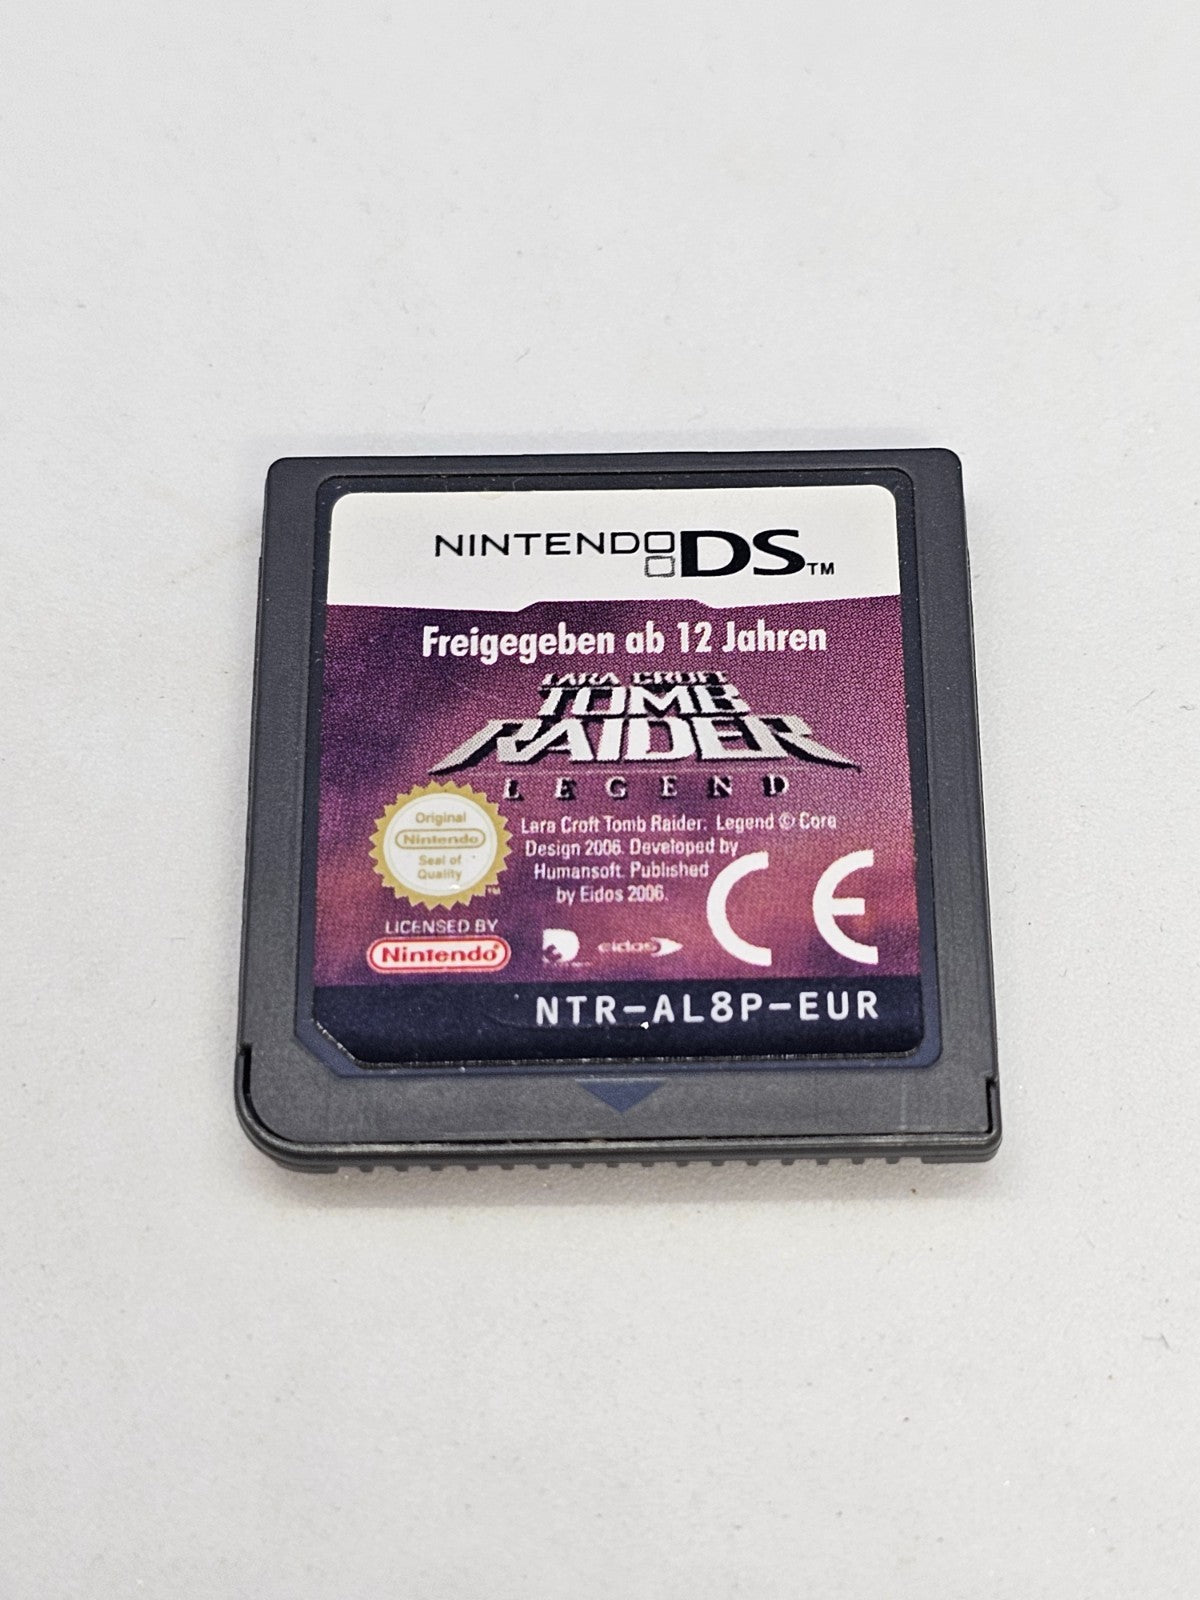 NINTENDO DS™
Freigegeben ab 12 Jahren
LARA CROFT
TOMB
RAIDER
LEGEND
Original
Nintendo
Seal of
Quality
TM
Lara Croft Tomb Raider: Legend © Core
Design 2006. Developed by
Humansoft. Published
by Eidos 2006.
LICENSED BY
Nintendo®
eidos
CE
NTR-AL8P-EUR